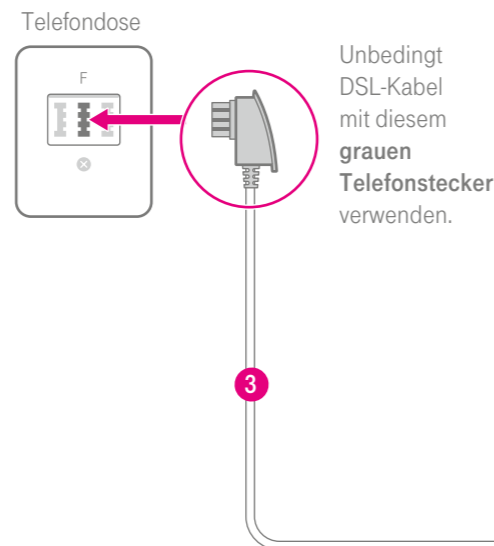 Telefondose
F
Unbedingt
DSL-Kabel
mit diesem
grauen
Telefonstecker
verwenden.
3